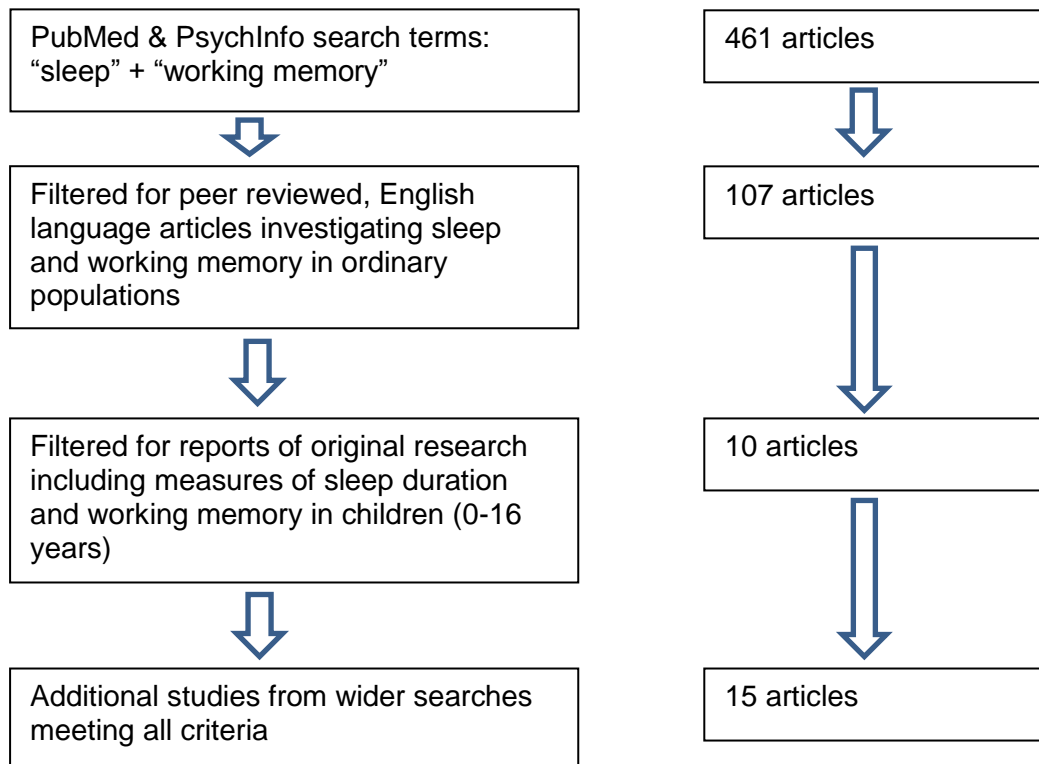 PubMed & PsychInfo search terms:
“sleep” + “working memory”
461 articles
Filtered for peer reviewed, English
language articles investigating sleep
and working memory in ordinary
populations
107 articles
Filtered for reports of original research
including measures of sleep duration
and working memory in children (0-16
years)
10 articles
Additional studies from wider searches
meeting all criteria
15 articles